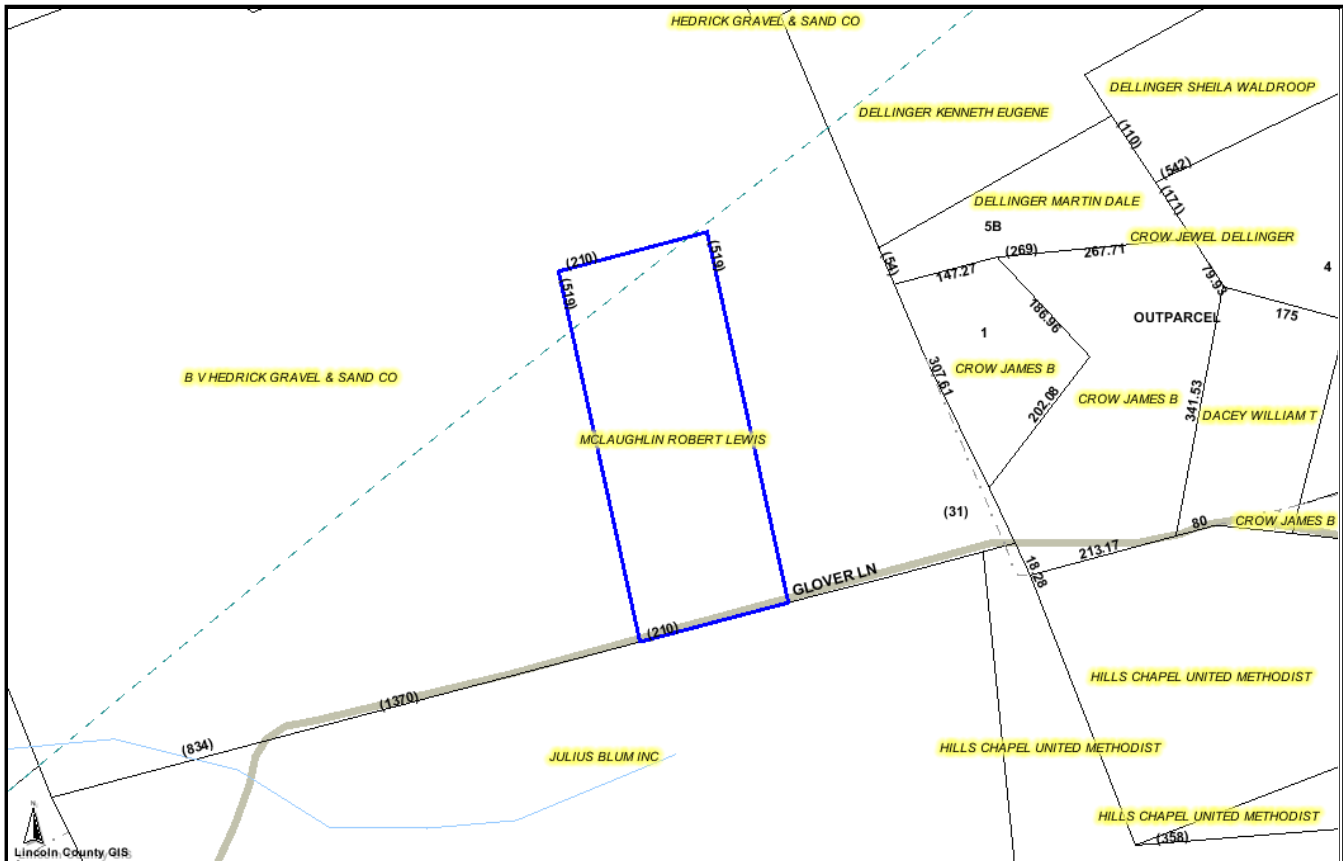 HEDRICK GRAVEL & SAND CO
DELLINGER SHEILA WALDROOP
DELLINGER KENNETH EUGENE
(110)
(542)
(171)
DELLINGER MARTIN DALE
5B
CROW JEWEL DELLINGER
(269)
267.71
(54)
147.27
(210)
(519)
(519)
79.93
4
186.96
OUTPARCEL
175
1
307.61
CROW JAMES B
B V HEDRICK GRAVEL & SAND CO
202.08
CROW JAMES B
341.53
DACEY WILLIAM T
MCLAUGHLIN ROBERT LEWIS
(31)
80
CROW JAMES B
213.17
18.28
GLOVER LN
(210)
HILLS CHAPEL UNITED METHODIST
(1370)
(834)
JULIUS BLUM INC
HILLS CHAPEL UNITED METHODIST
HILLS CHAPEL UNITED METHODIST
(358)
N
Lincoln County GIS